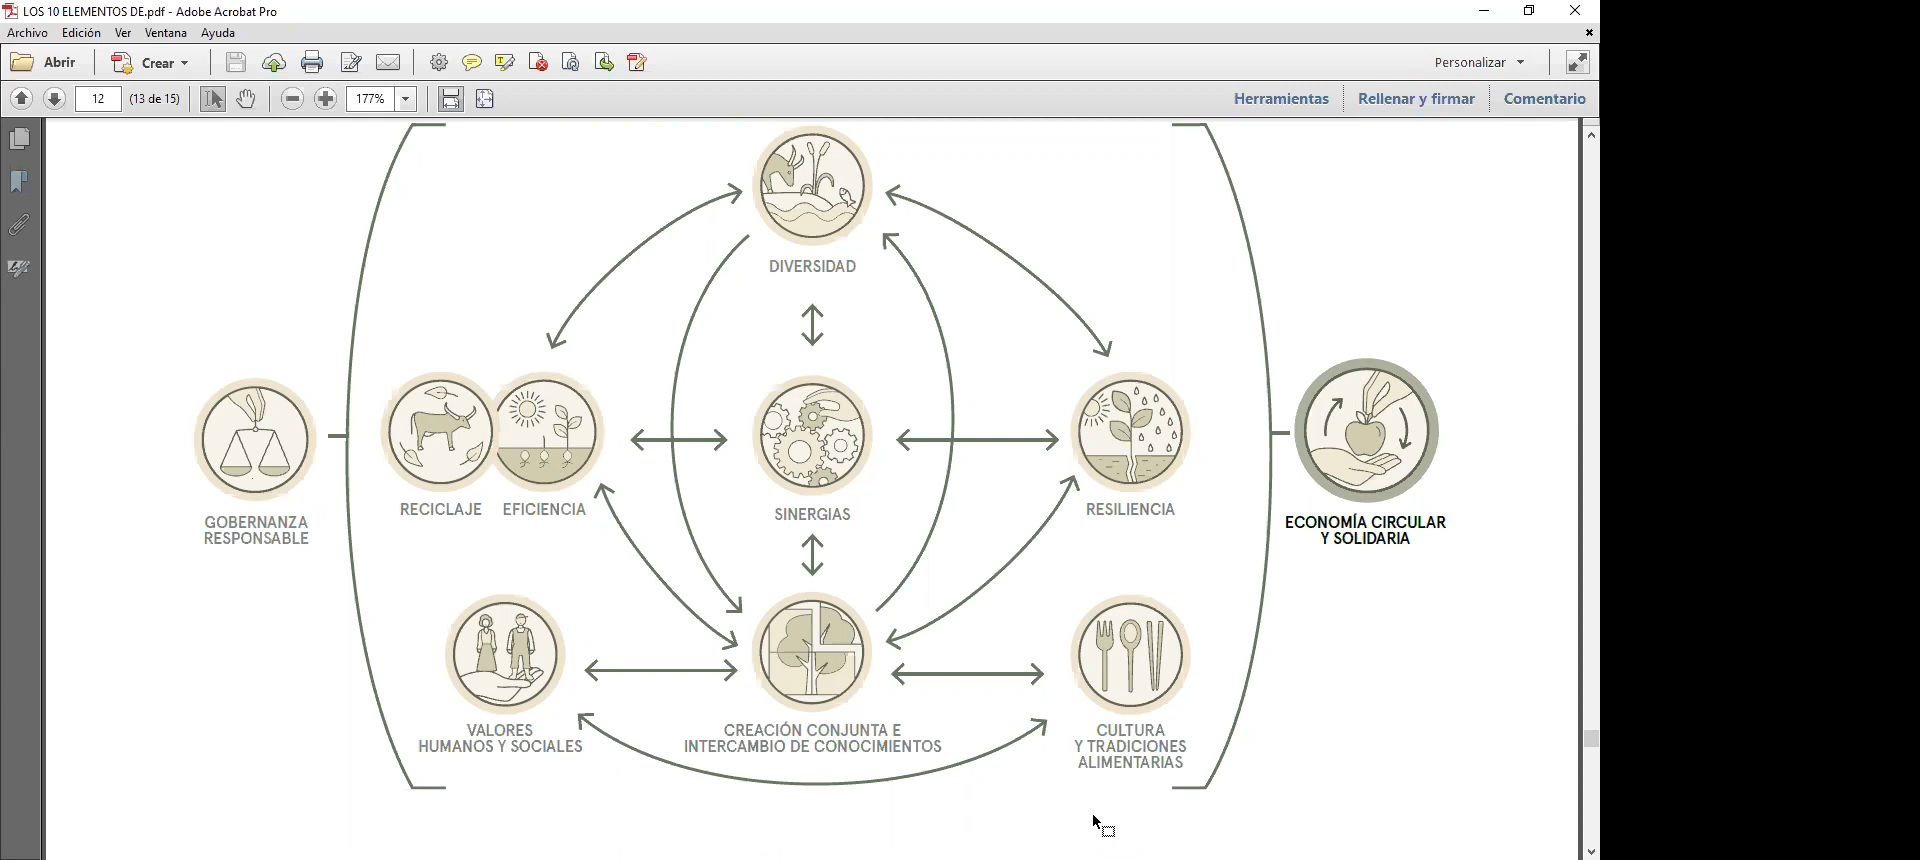 LOS 10 ELEMENTOS DE.pdf - Adobe Acrobat Pro
Archivo Edición Ver Ventana Ayuda
Abrir Crear Personalizar
12 (13 de 15) 177% Herramientas Rellenar y firmar Comentario
DIVERSIDAD
RECICLAJE EFICIENCIA
SINERGIAS
RESILIENCIA
GOBERNANZA
RESPONSABLE
ECONOMÍA CIRCULAR
Y SOLIDARIA
VALORES
HUMANOS Y SOCIALES
CREACIÓN CONJUNTA E
INTERCAMBIO DE CONOCIMIENTOS
CULTURA
Y TRADICIONES
ALIMENTARIAS